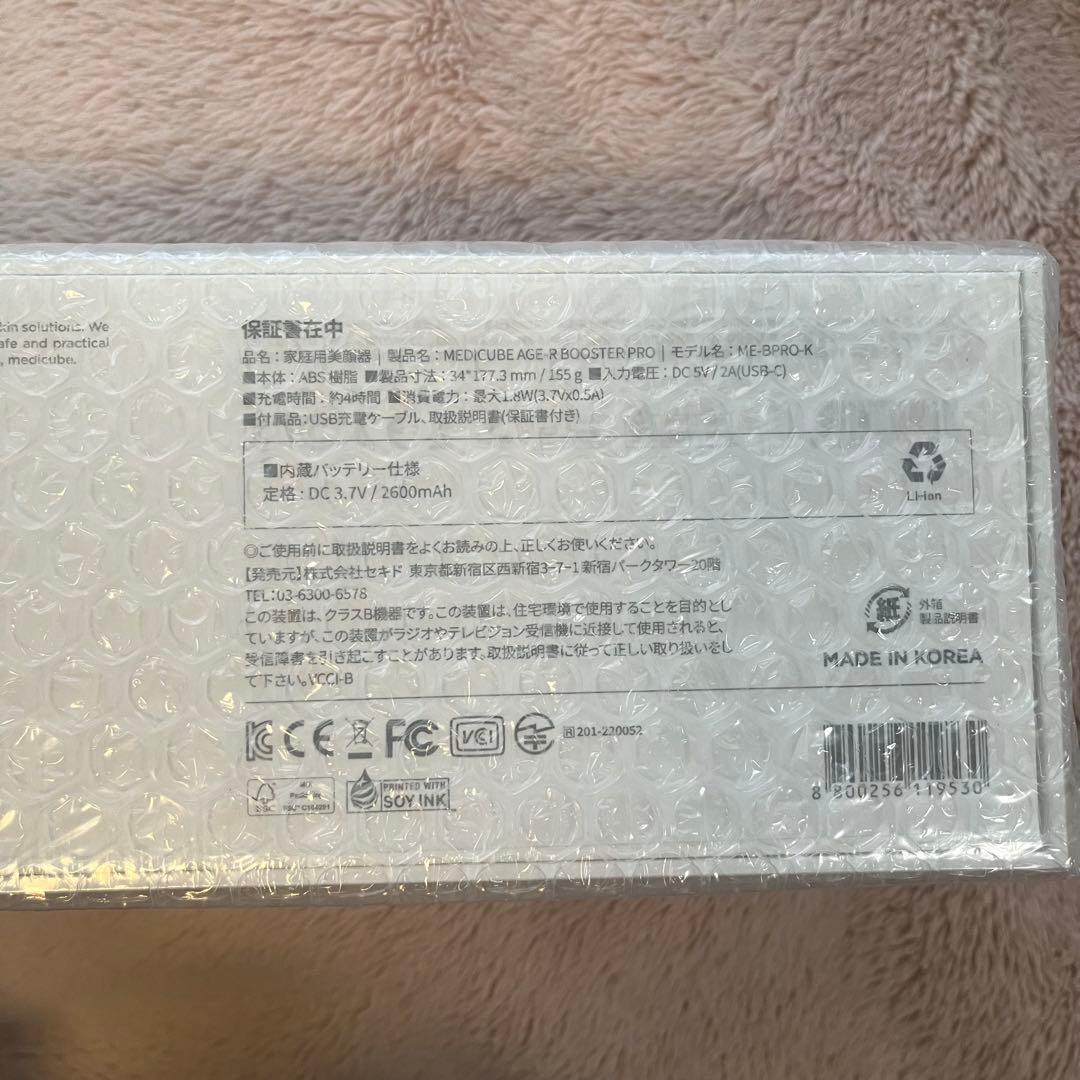 kin solutions. We
afe and practical
, medicube.
保証書在中
品名：家庭用美顔器｜製品名：MEDICUBE AGE-R BOOSTER PRO｜モデル名：ME-BPRO-K
■本体：ABS 樹脂 ■製品寸法：34*177.3 mm / 155 g ■入力電圧：DC 5V / 2A(USB-C)
■充電時間：約4時間 ■消費電力：最大1.8W(3.7Vx0.5A)
■付属品：USB充電ケーブル、取扱説明書(保証書付き)
■内蔵バッテリー仕様
定格：DC 3.7V / 2600mAh
Li-ion
◎ご使用前に取扱説明書をよくお読みの上、正しくお使いください。
【発売元】株式会社セキド 東京都新宿区西新宿3-7-1 新宿パークタワー20階
TEL：03-6300-6578
この装置は、クラスB機器です。この装置は、住宅環境で使用することを目的とし
ていますが、この装置がラジオやテレビジョン受信機に近接して使用されると、
受信障害を引き起こすことがあります。取扱説明書に従って正しい取り扱いをし
て下さい。VCCI-B
紙
外箱
製品説明書
MADE IN KOREA
CE FC VCI R 201-220052
FSC
PRINTED WITH
SOY INK
8 800256 119530